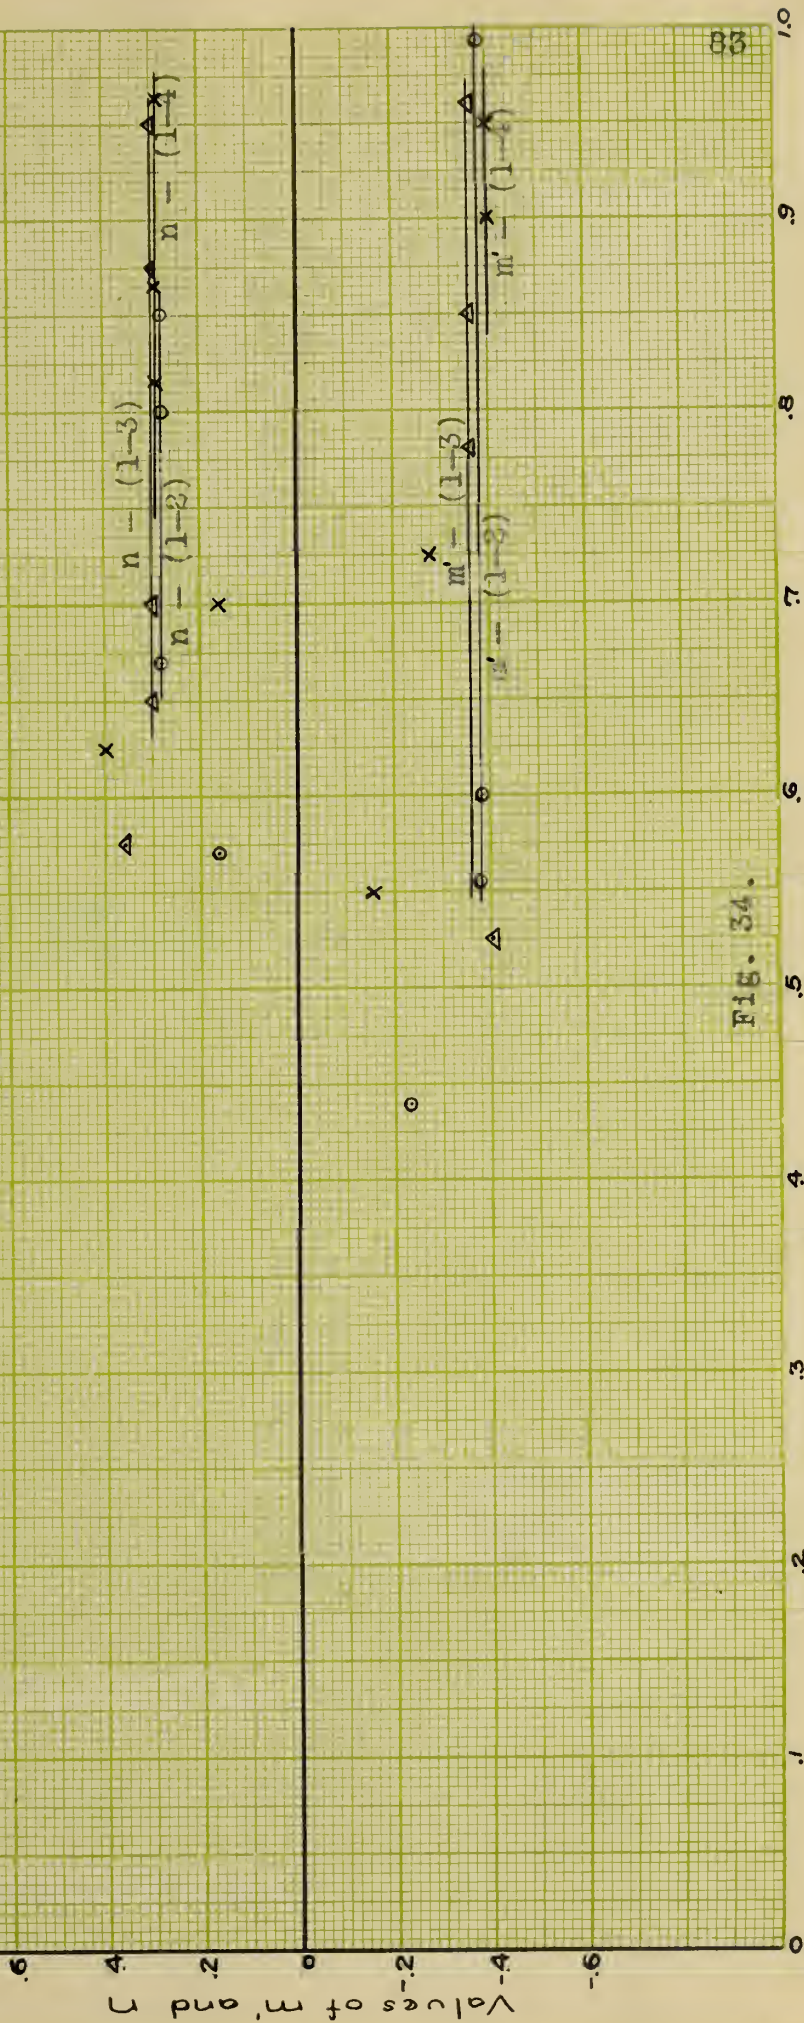 83
n - (1-3)
n - (1-2)
n - (1-4)
m' - (1-3)
m' - (1-2)
m' - (1-4)
Values of m' and n
.6
.4
.2
0
-.2
-.4
-.6
0
.1
.2
.3
.4
.5
.6
.7
.8
.9
1.0
Fig. 34.